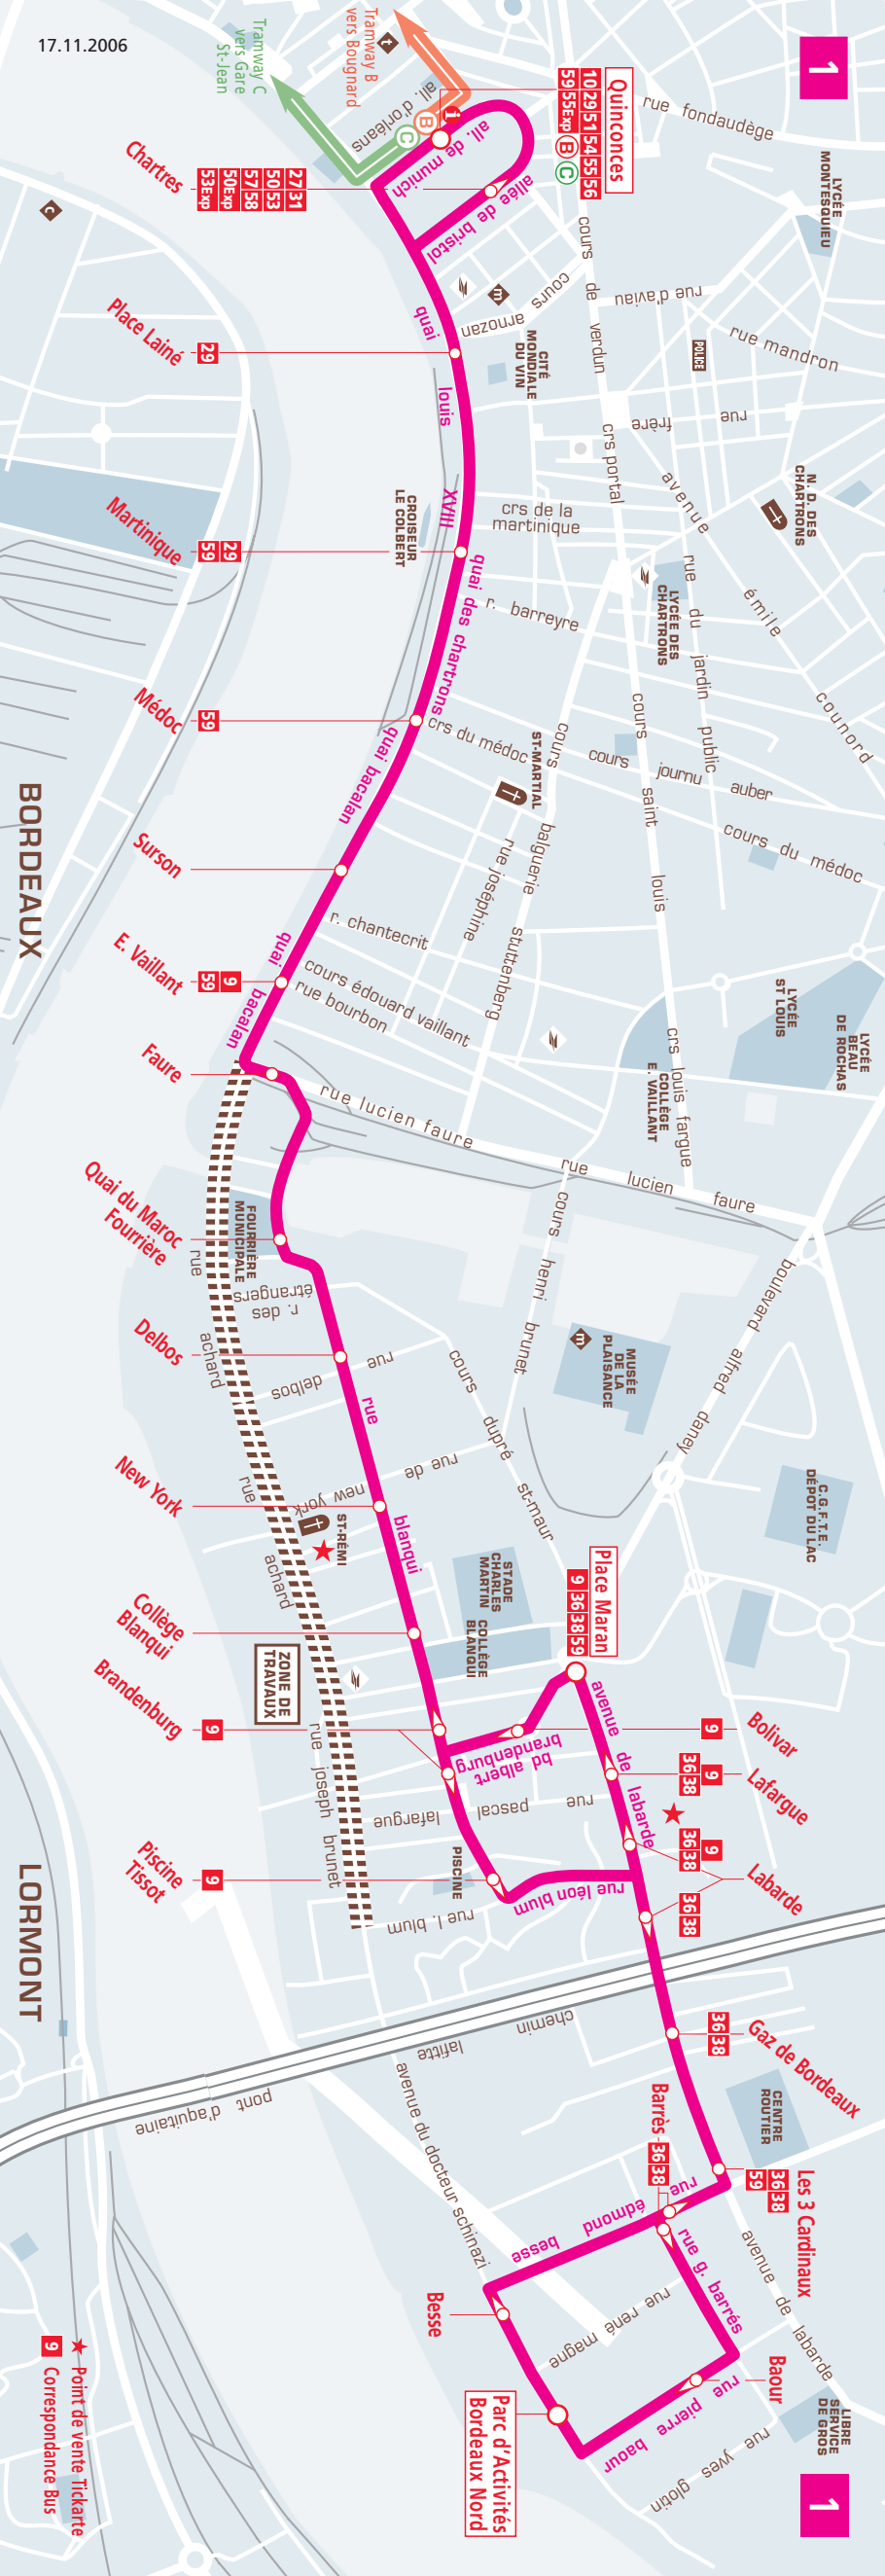 17.11.2006
1
Tramway B
vers Bougnard
Tramway C
vers Gare
St-Jean
t
all. d'orléans
i
B
C
all. de munich
allée de bristol
Quinconces
19 29 51 54 55 56
59 55Exp B C
rue fondaudège
LYCÉE
MONTESQUIEU
Chartres
27 31
50 53
57 58
50Exp
53Exp
c
cours de verdun
rue d'aviau
cours
arnozan
m
rue mandron
POLICE
CITÉ
MONDIALE
DU VIN
quai louis XVIII
Place Lainé
29
rue frère
crs portal
avenue émile counord
N. D. DES
CHARTRONS
crs de la
martinique
CROISEUR
LE COLBERT
Martinique
29
59
quai des chartrons
r. barreyre
LYCÉE DES
CHARTRONS
rue du jardin public
Médoc
59
crs du médoc
cours journu auber
cours du médoc
cours saint louis
ST-MARTIAL
cours balguerie stuttenberg
rue joséphine
quai bacalan
BORDEAUX
Surson
r. chantecrit
E. Vaillant
9
59
quai bacalan
cours édouard vaillant
rue bourbon
LYCÉE
ST LOUIS
LYCÉE
BEAU
DE ROCHAS
COLLÈGE
E. VAILLANT
crs louis fargue
Faure
rue lucien faure
rue lucien faure
Quai du Maroc
Fourrière
FOURRIÈRE
MUNICIPALE
r. des
étrangers
rue achard
cours henri brunet
boulevard alfred daney
m
MUSÉE
DE LA
PLAISANCE
Delbos
rue delbos
cours dupré st-maur
rue blanqui
New York
rue de new york
rue achard
ST-RÉMI
C.G.F.T.E.
DÉPOT DU LAC
STADE
CHARLES
MARTIN
COLLÈGE
BLANQUI
Collège
Blanqui
Place Maran
9 36 38 59
ZONE DE
TRAVAUX
Brandenburg
9
bd albert
brandenburg
avenue de labarde
Bolivar
9
Lafargue
9
36 38
rue pascal lafargue
rue joseph brunet
Labarde
9
36 38
36 38
Piscine
Tissot
9
PISCINE
rue léon blum
rue l. blum
LORMONT
chemin lafitte
pont d'aquitaine
avenue du docteur schinazi
Gaz de Bordeaux
36 38
CENTRE
ROUTIER
Les 3 Cardinaux
36 38
59
Barrès
36 38
rue édmond besse
rue g. barrés
avenue de labarde
Besse
rue rené magne
Baour
rue pierre baour
rue yves glotin
LIBRE
SERVICE
DE GROS
Parc d'Activités
Bordeaux Nord
1
Point de vente Tickarte
9 Correspondance Bus